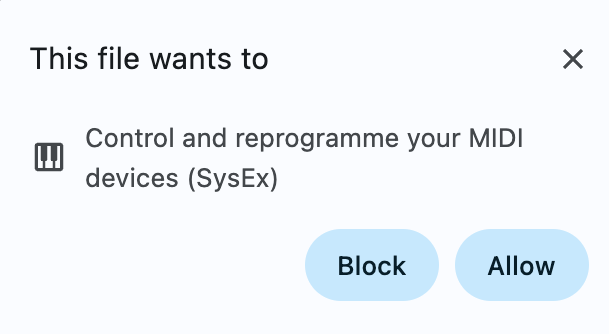 This file wants to
Control and reprogramme your MIDI
devices (SysEx)
Block
Allow